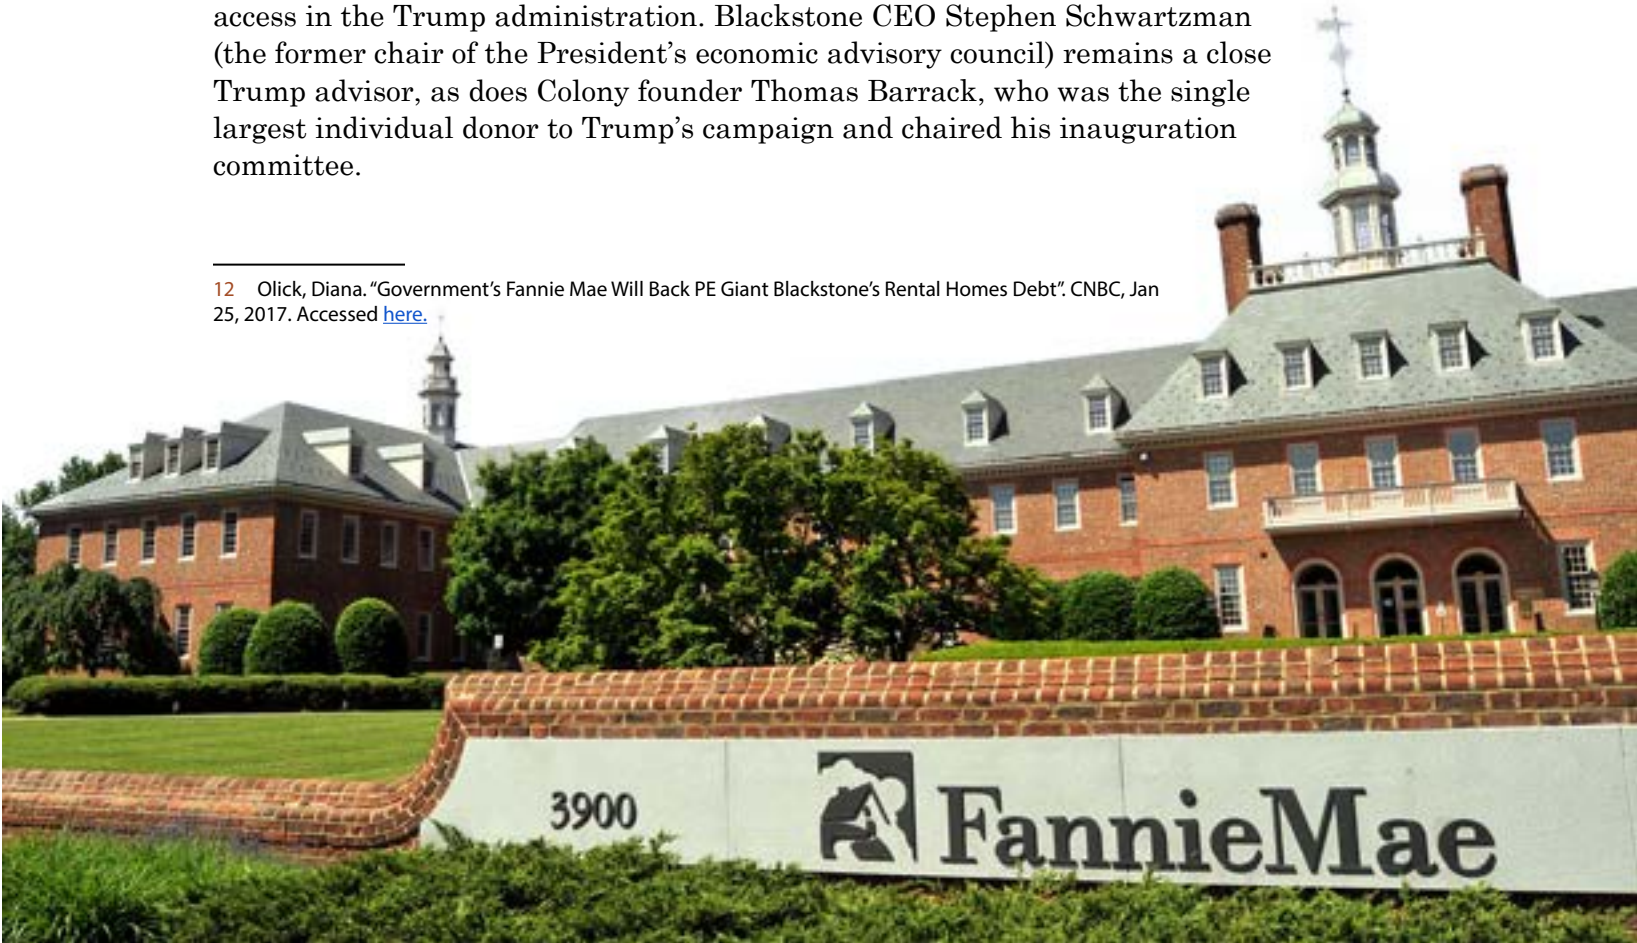 access in the Trump administration. Blackstone CEO Stephen Schwartzman
(the former chair of the President’s economic advisory council) remains a close
Trump advisor, as does Colony founder Thomas Barrack, who was the single
largest individual donor to Trump’s campaign and chaired his inauguration
committee.
12 Olick, Diana. “Government’s Fannie Mae Will Back PE Giant Blackstone’s Rental Homes Debt”. CNBC, Jan
25, 2017. Accessed here.
3900
FannieMae